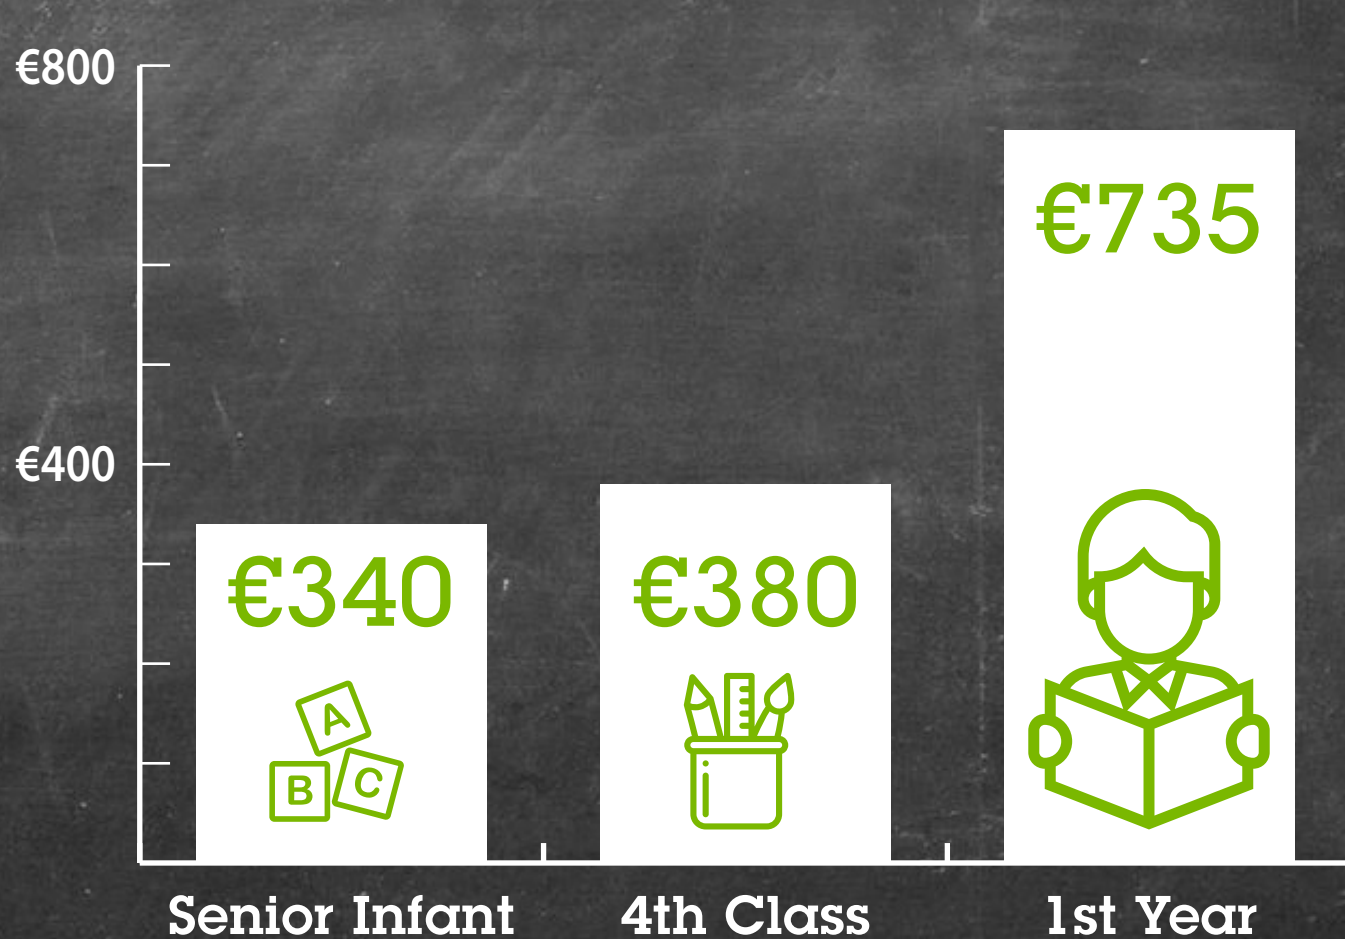 €800
€400
€340
€380
€735
A
B
C
Senior Infant
4th Class
1st Year